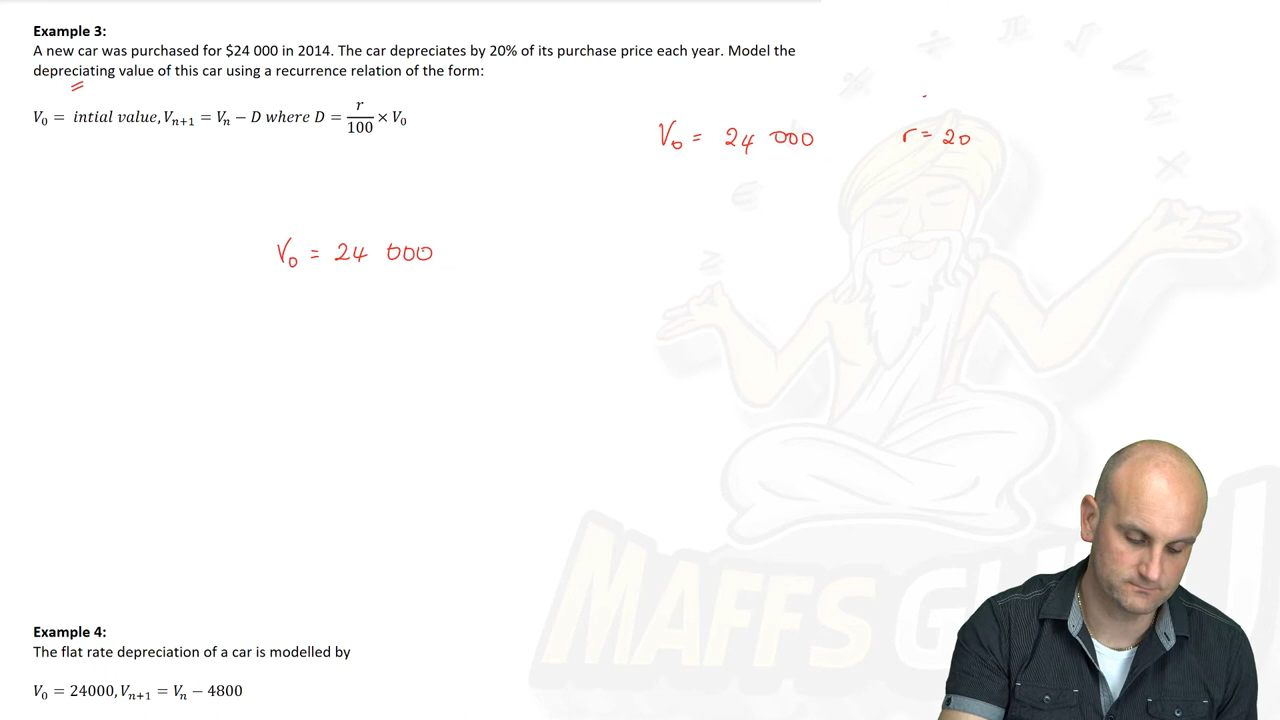 Example 3:
A new car was purchased for $24 000 in 2014. The car depreciates by 20% of its purchase price each year. Model the
depreciating value of this car using a recurrence relation of the form:
V₀ = intial value, Vₙ₊₁ = Vₙ − D where D = r/100 × V₀
V₀ = 24 000 r = 20
V₀ = 24 000
MAFFS GU
Example 4:
The flat rate depreciation of a car is modelled by
V₀ = 24000, Vₙ₊₁ = Vₙ − 4800